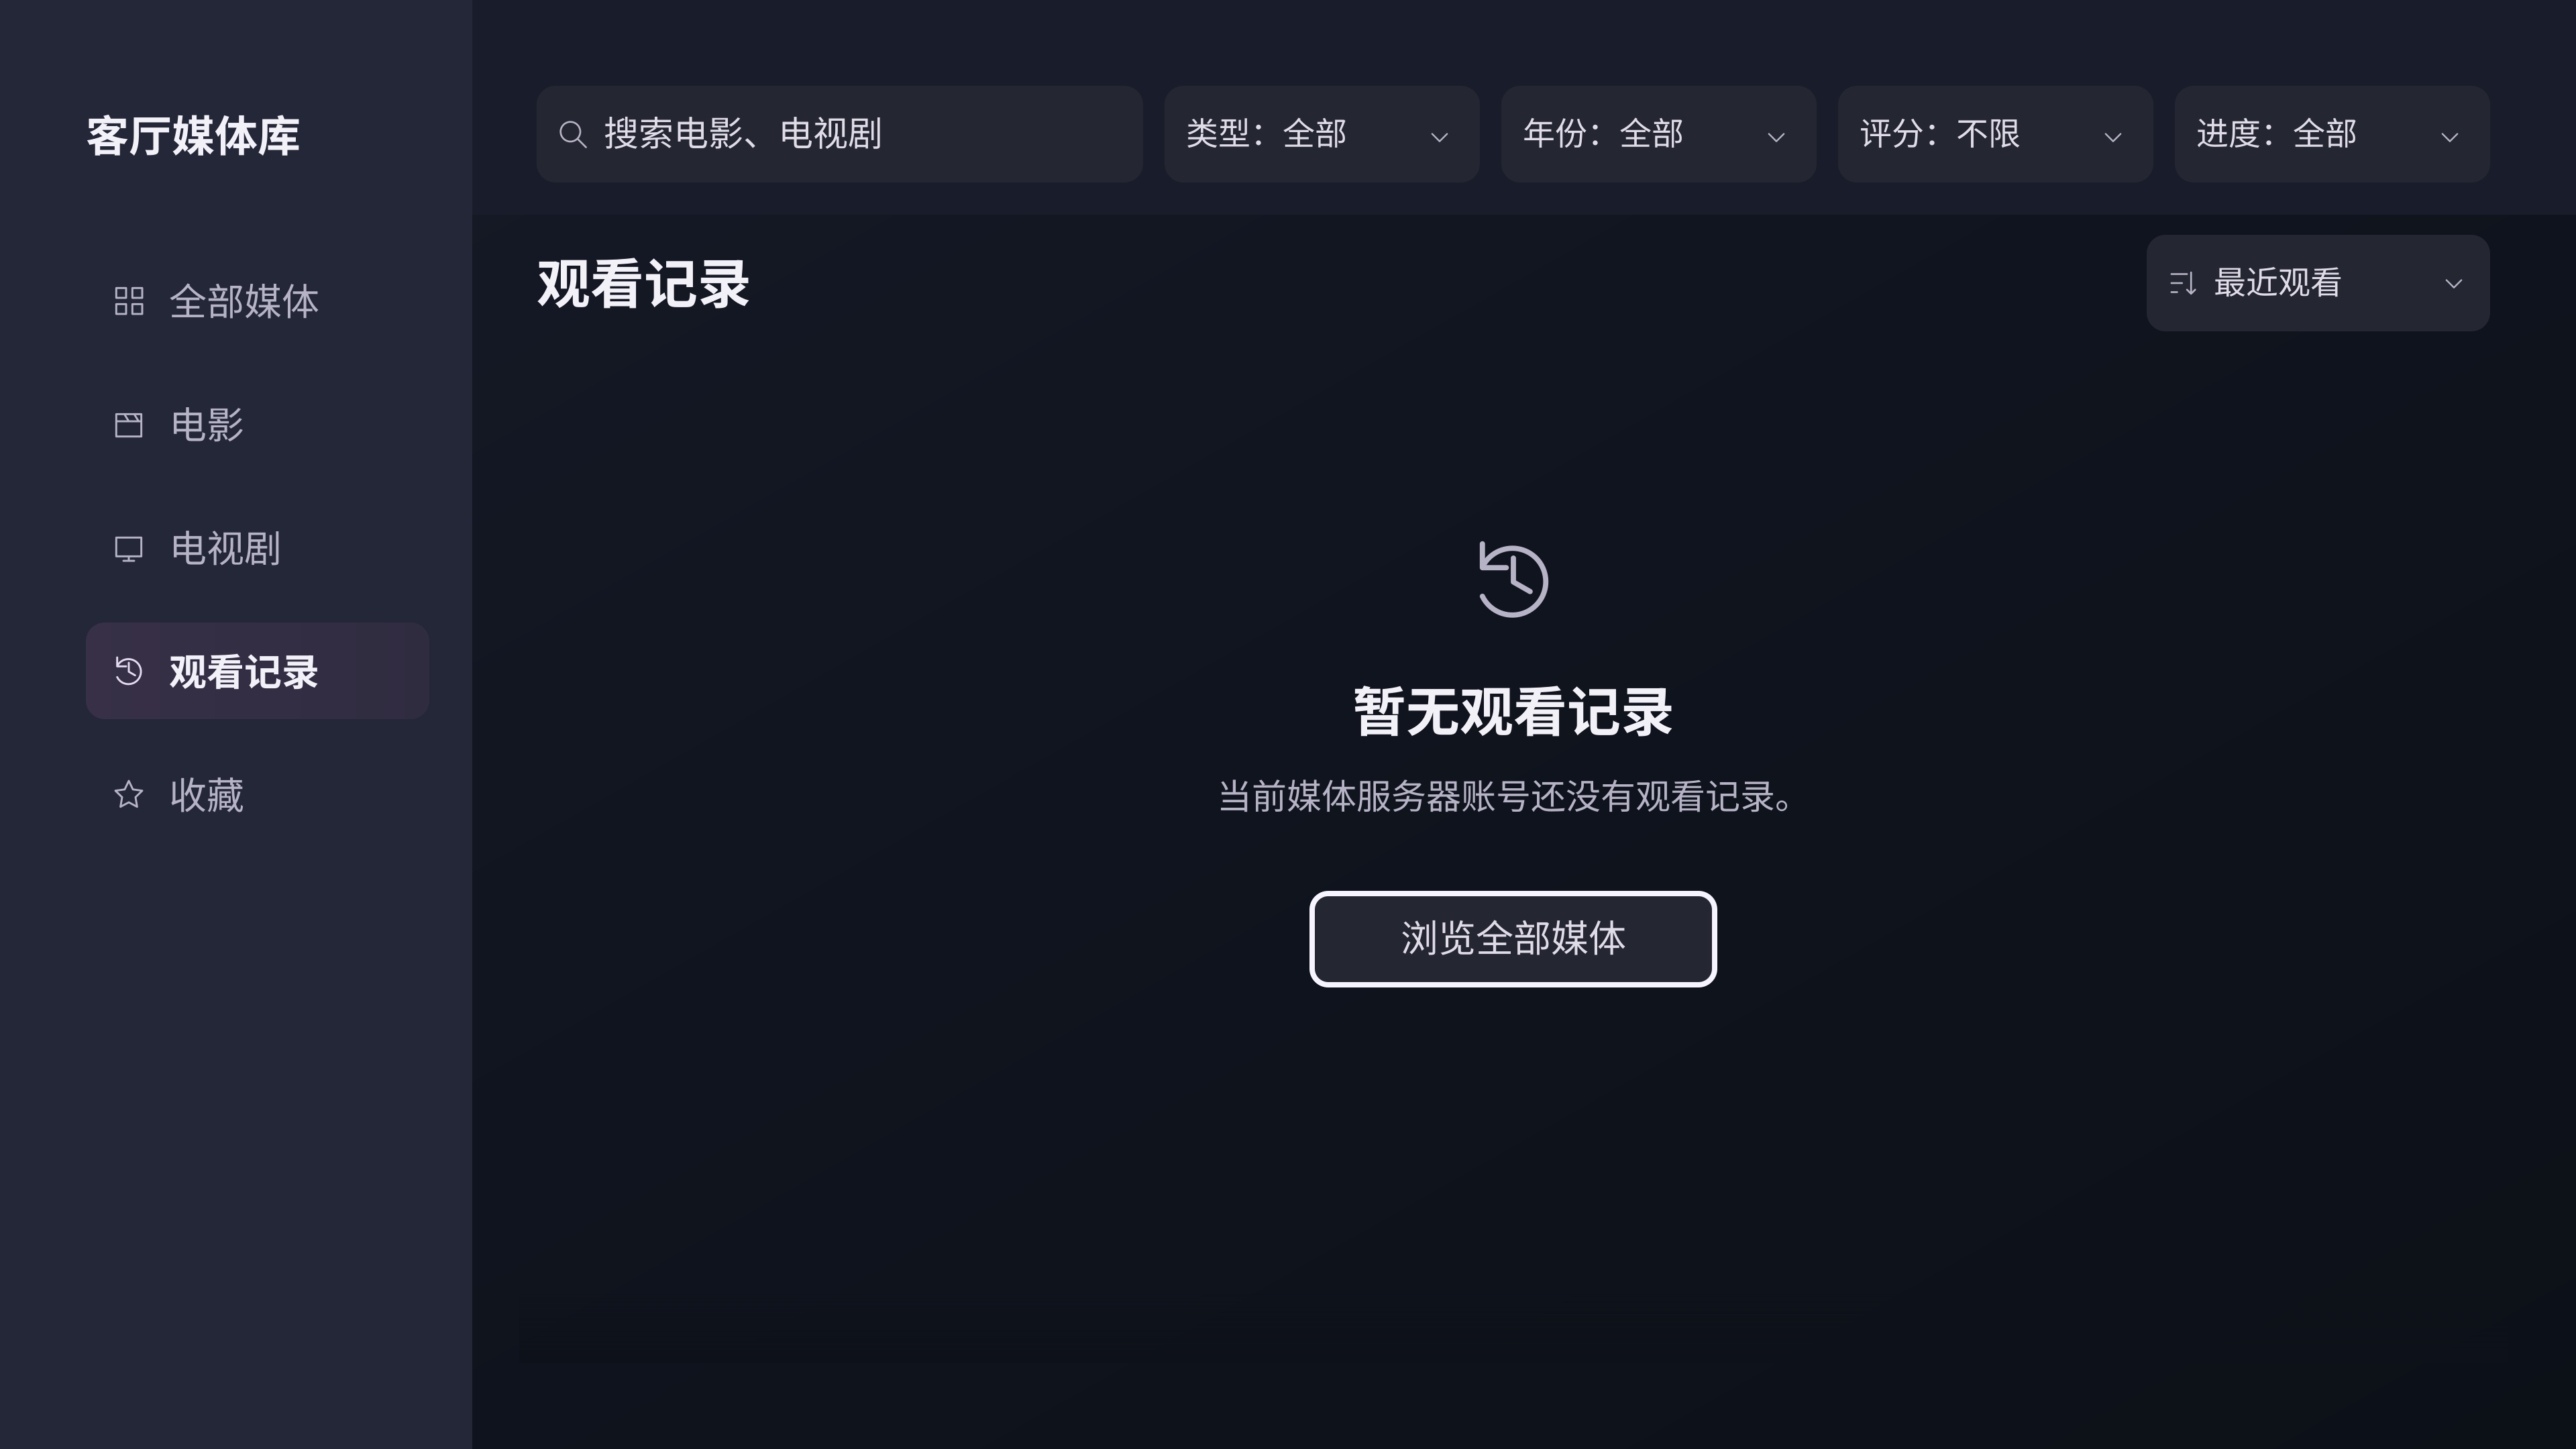 客厅媒体库
全部媒体
电影
电视剧
观看记录
收藏
搜索电影、电视剧
类型：全部
年份：全部
评分：不限
进度：全部
观看记录
最近观看
暂无观看记录
当前媒体服务器账号还没有观看记录。
浏览全部媒体